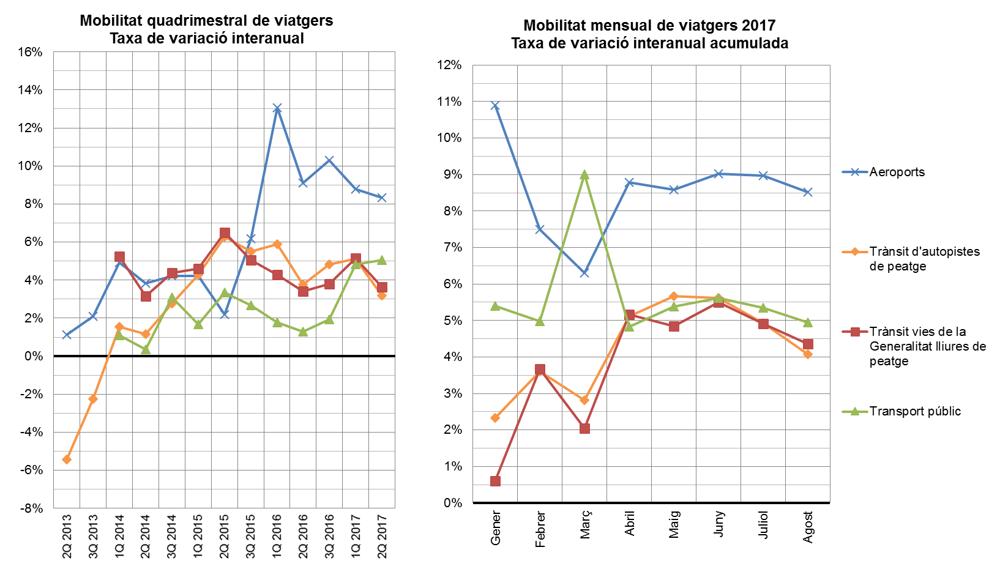 Mobilitat quadrimestral de viatgers
Taxa de variació interanual
16%
14%
12%
10%
8%
6%
4%
2%
0%
-2%
-4%
-6%
-8%
2Q 2013
3Q 2013
1Q 2014
2Q 2014
3Q 2014
1Q 2015
2Q 2015
3Q 2015
1Q 2016
2Q 2016
3Q 2016
1Q 2017
2Q 2017
Mobilitat mensual de viatgers 2017
Taxa de variació interanual acumulada
12%
11%
10%
9%
8%
7%
6%
5%
4%
3%
2%
1%
0%
Gener
Febrer
Març
Abril
Maig
Juny
Juliol
Agost
Aeroports
Trànsit d'autopistes
de peatge
Trànsit vies de la
Generalitat lliures de
peatge
Transport públic